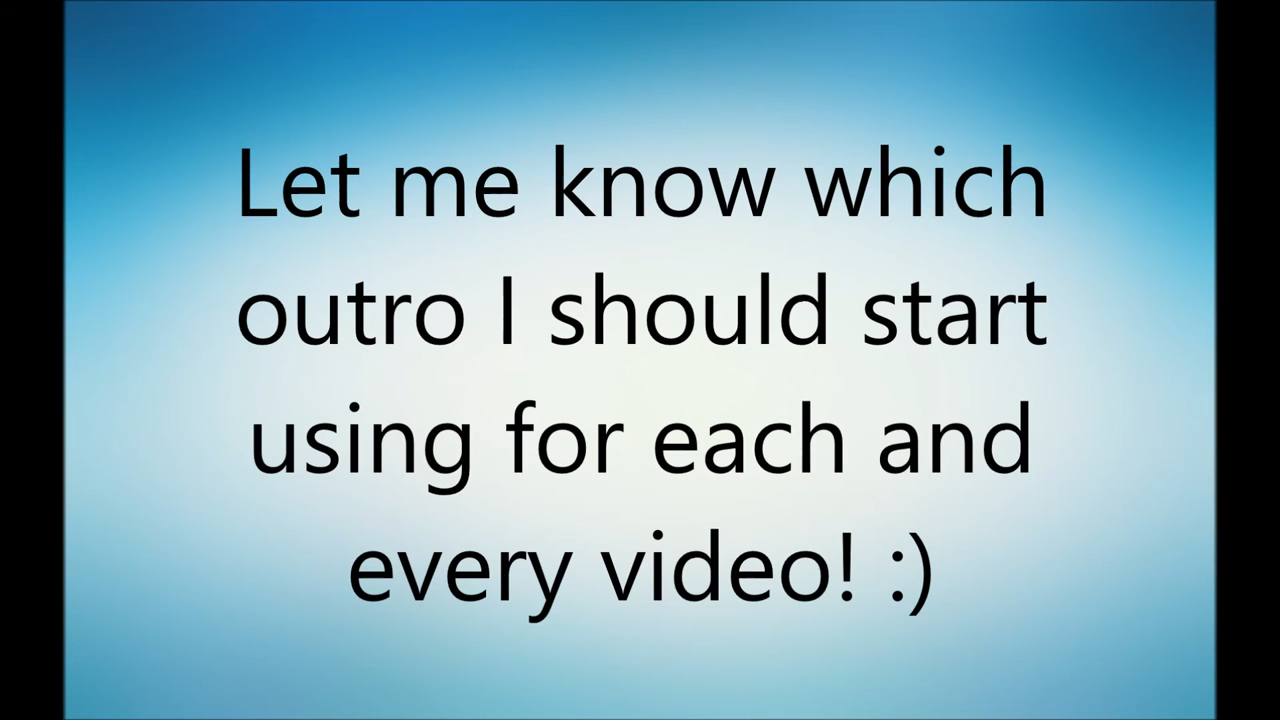 Let me know which
outro I should start
using for each and
every video! :)